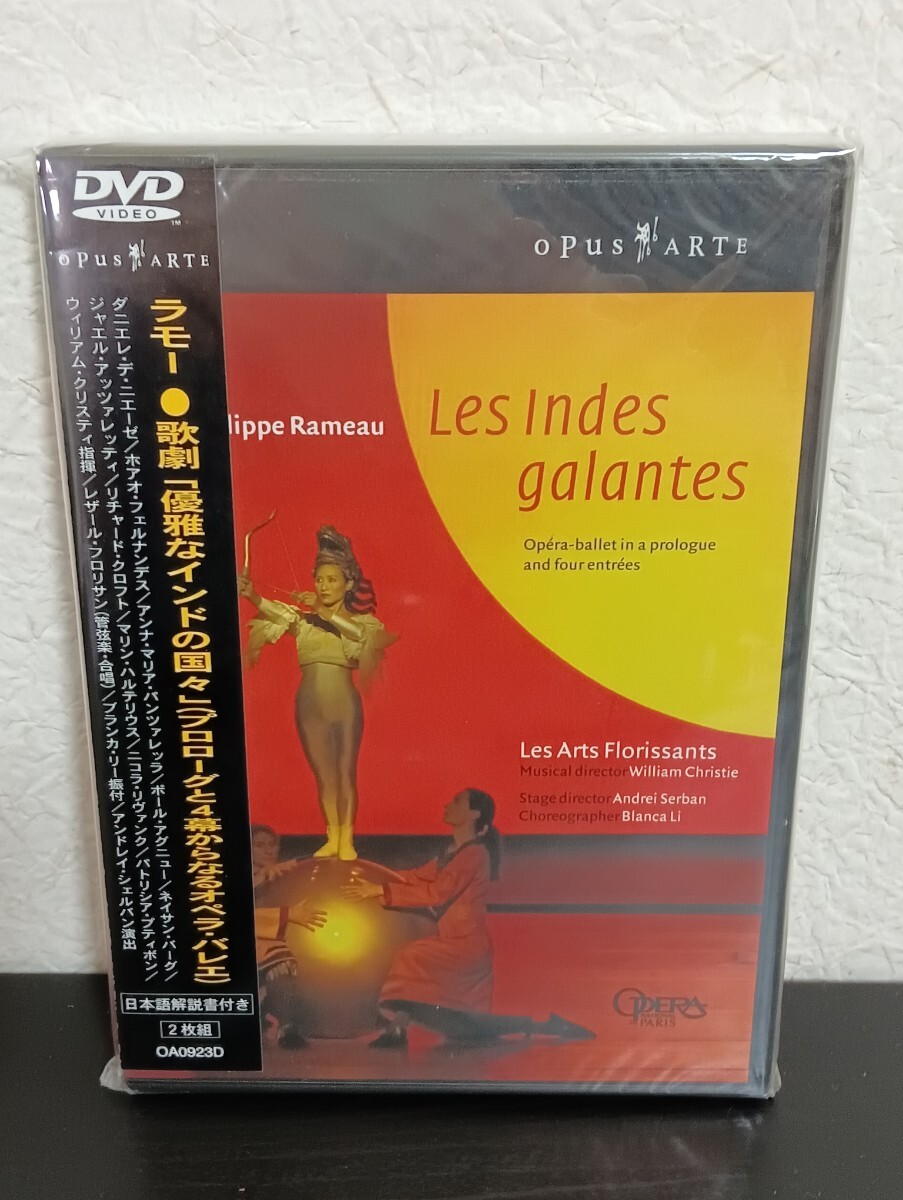 DVD
VIDEO
TM
OPUS ARTE
ラモー●歌劇「優雅なインドの国々」(プロローグと4幕からなるオペラ・バレエ)
ダニエレ・デ・ニエーゼ/ホアオ・フェルナンデス/アンナ・マリア・パンツァレッラ/ポール・アグニュー/ネイサン・バーグ/
ジャエル・アッツァレッティ/リチャード・クロフト/マリン・ハルテリウス/ニコラ・リヴァンク/パトリシア・プティボン/
ウィリアム・クリスティ指揮/レザール・フロリサン(管弦楽・合唱)/ブランカ・リー振付/アンドレイ・シェルバン演出
日本語解説書付き
2枚組
OA0923D
OPUS ARTE
lippe Rameau
Les Indes
galantes
Opéra-ballet in a prologue
and four entrées
Les Arts Florissants
Musical director William Christie
Stage director Andrei Serban
Choreographer Blanca Li
OPERA
PARIS